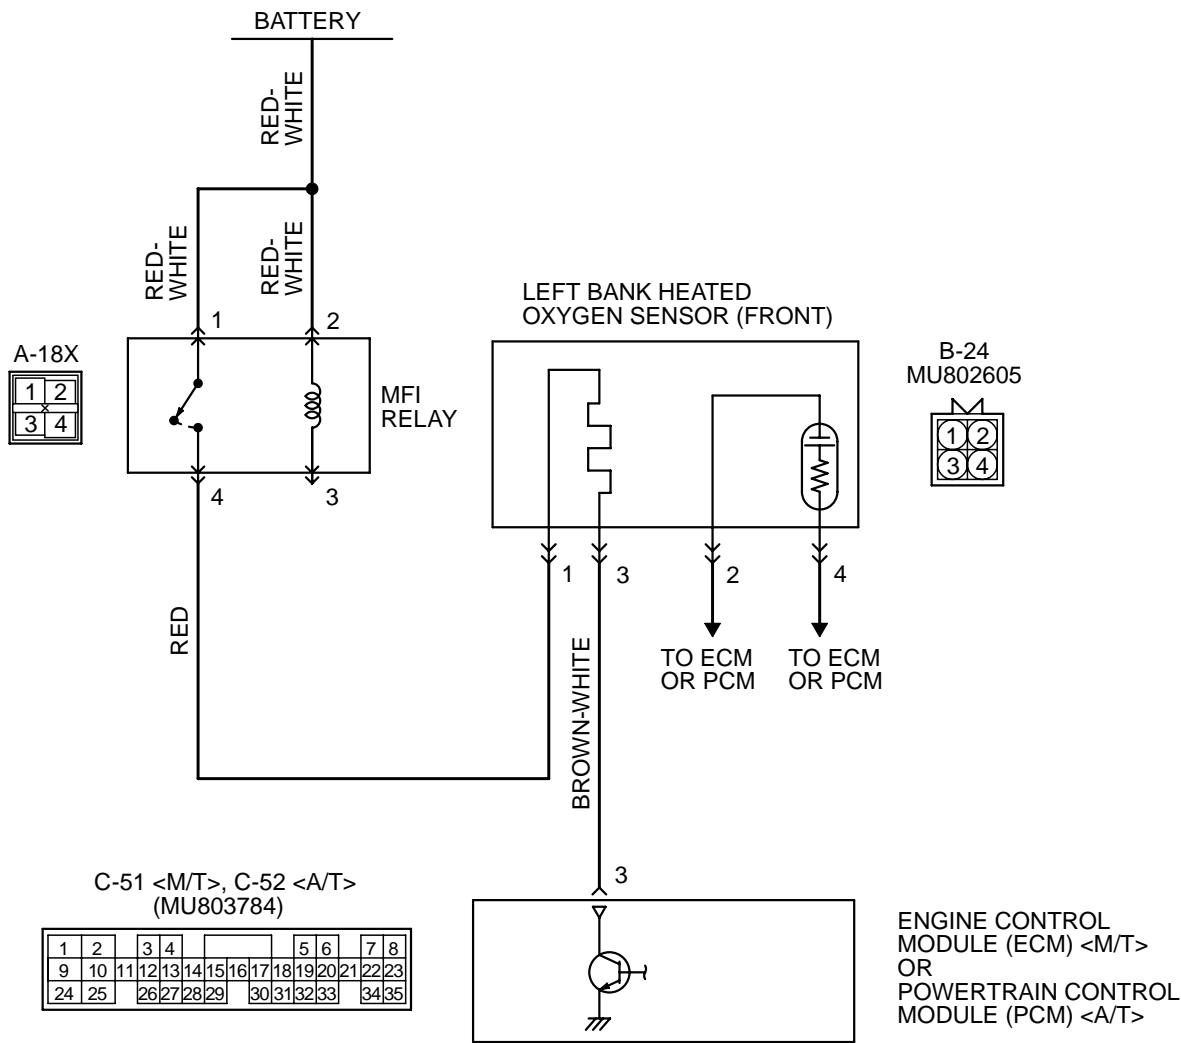 BATTERY
RED-
WHITE
RED-
WHITE
RED-
WHITE
1
2
A-18X
1 2
X
3 4
MFI
RELAY
4
3
LEFT BANK HEATED
OXYGEN SENSOR (FRONT)
B-24
MU802605
1 2
3 4
1
3
2
4
RED
BROWN-WHITE
TO ECM
OR PCM
TO ECM
OR PCM
3
C-51 <M/T>, C-52 <A/T>
(MU803784)
1 2 3 4 5 6 7 8
9 10 11 12 13 14 15 16 17 18 19 20 21 22 23
24 25 26 27 28 29 30 31 32 33 34 35
ENGINE CONTROL
MODULE (ECM) <M/T>
OR
POWERTRAIN CONTROL
MODULE (PCM) <A/T>